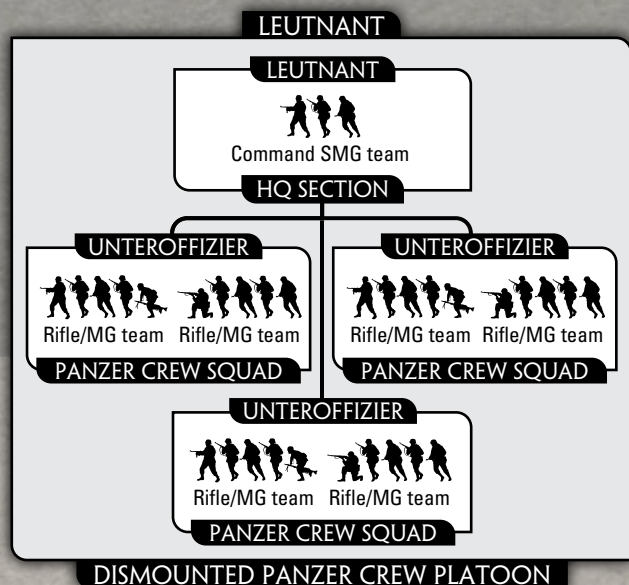 LEUTNANT
LEUTNANT
Command SMG team
HQ SECTION
UNTEROFFIZIER
Rifle/MG team Rifle/MG team
PANZER CREW SQUAD
UNTEROFFIZIER
Rifle/MG team Rifle/MG team
PANZER CREW SQUAD
UNTEROFFIZIER
Rifle/MG team Rifle/MG team
PANZER CREW SQUAD
DISMOUNTED PANZER CREW PLATOON